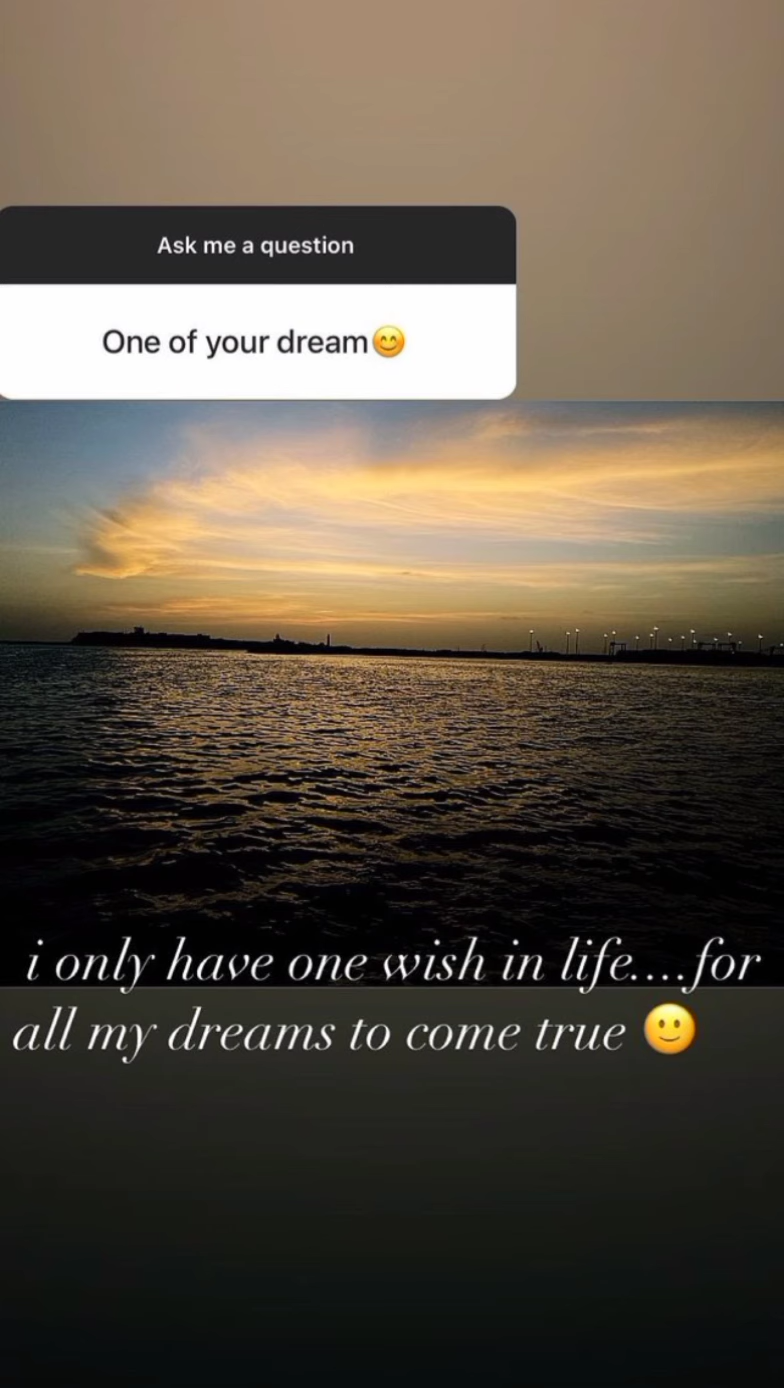 Ask me a question
One of your dream😊
i only have one wish in life....for
all my dreams to come true 🙂